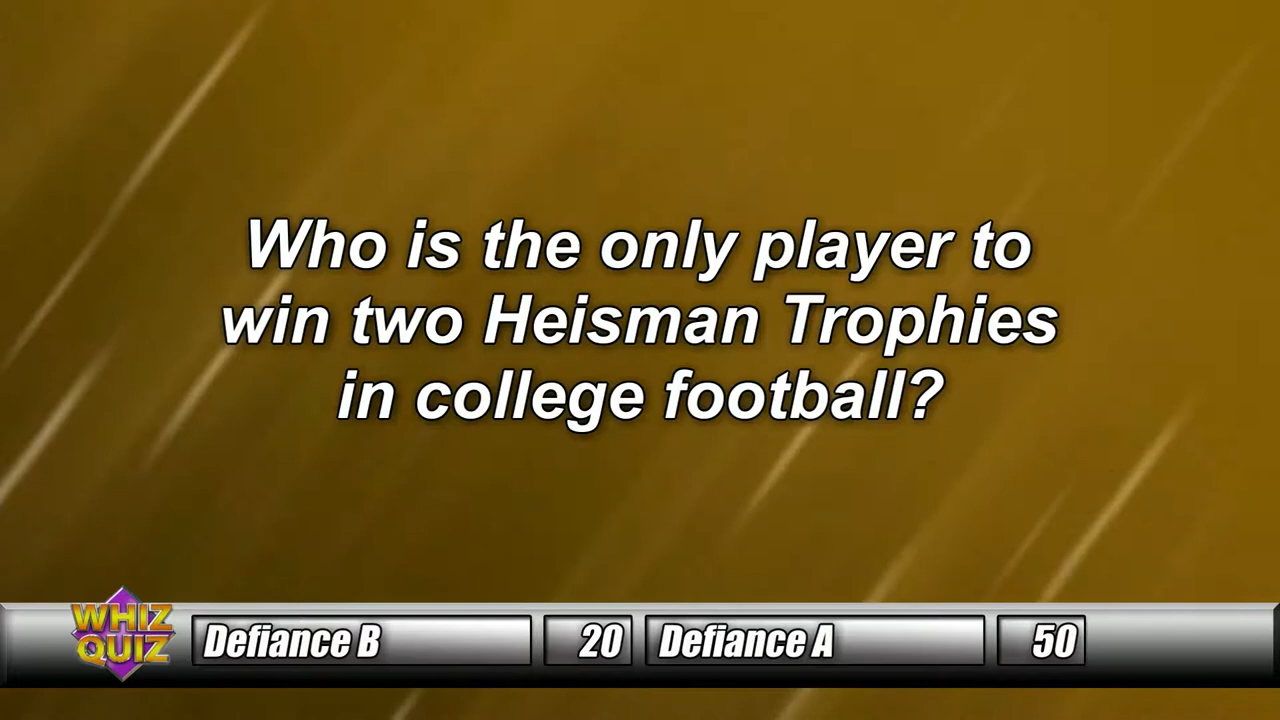 Who is the only player to
win two Heisman Trophies
in college football?
WHIZ
QUIZ
Defiance B 20 Defiance A 50